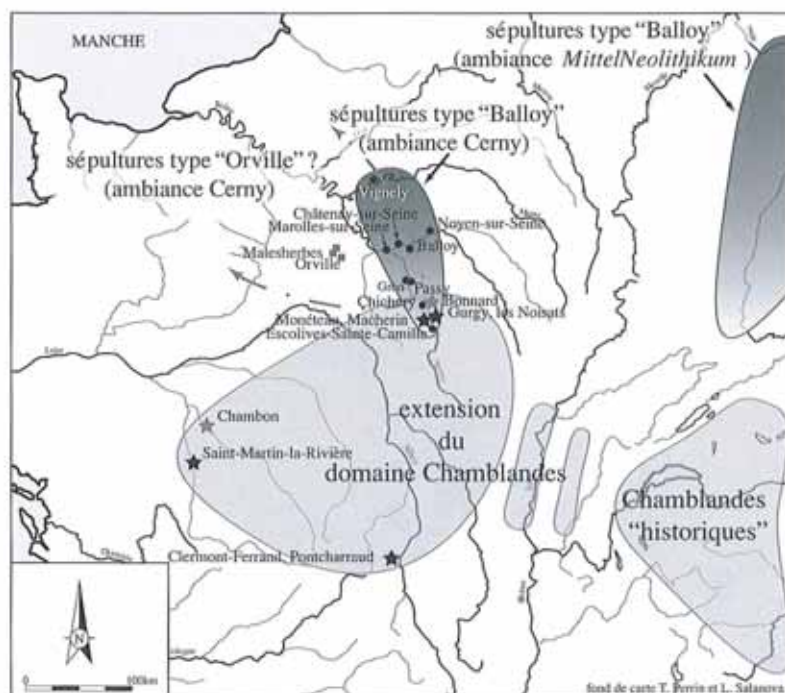 MANCHE
sépultures type "Balloy"
(ambiance MittelNeolithikum )
sépultures type "Balloy"
(ambiance Cerny)
sépultures type "Orville" ?
(ambiance Cerny)
Vignely
Châtenay-sur-Seine
Marolles-sur-Seine
Noyen-sur-Seine
Balloy
Malesherbes
Orville
Gron
Passy
Chichery
Bonnard
Monéteau, Macherin
Gurgy, les Noisats
Escolives-Sainte-Camille
Loire
Chambon
extension
du
domaine Chamblandes
Saint-Martin-la-Rivière
Chamblandes
"historiques"
Clermont-Ferrand, Pontcharraud
N
0
100km
fond de carte T. Perrin et L. Salanova